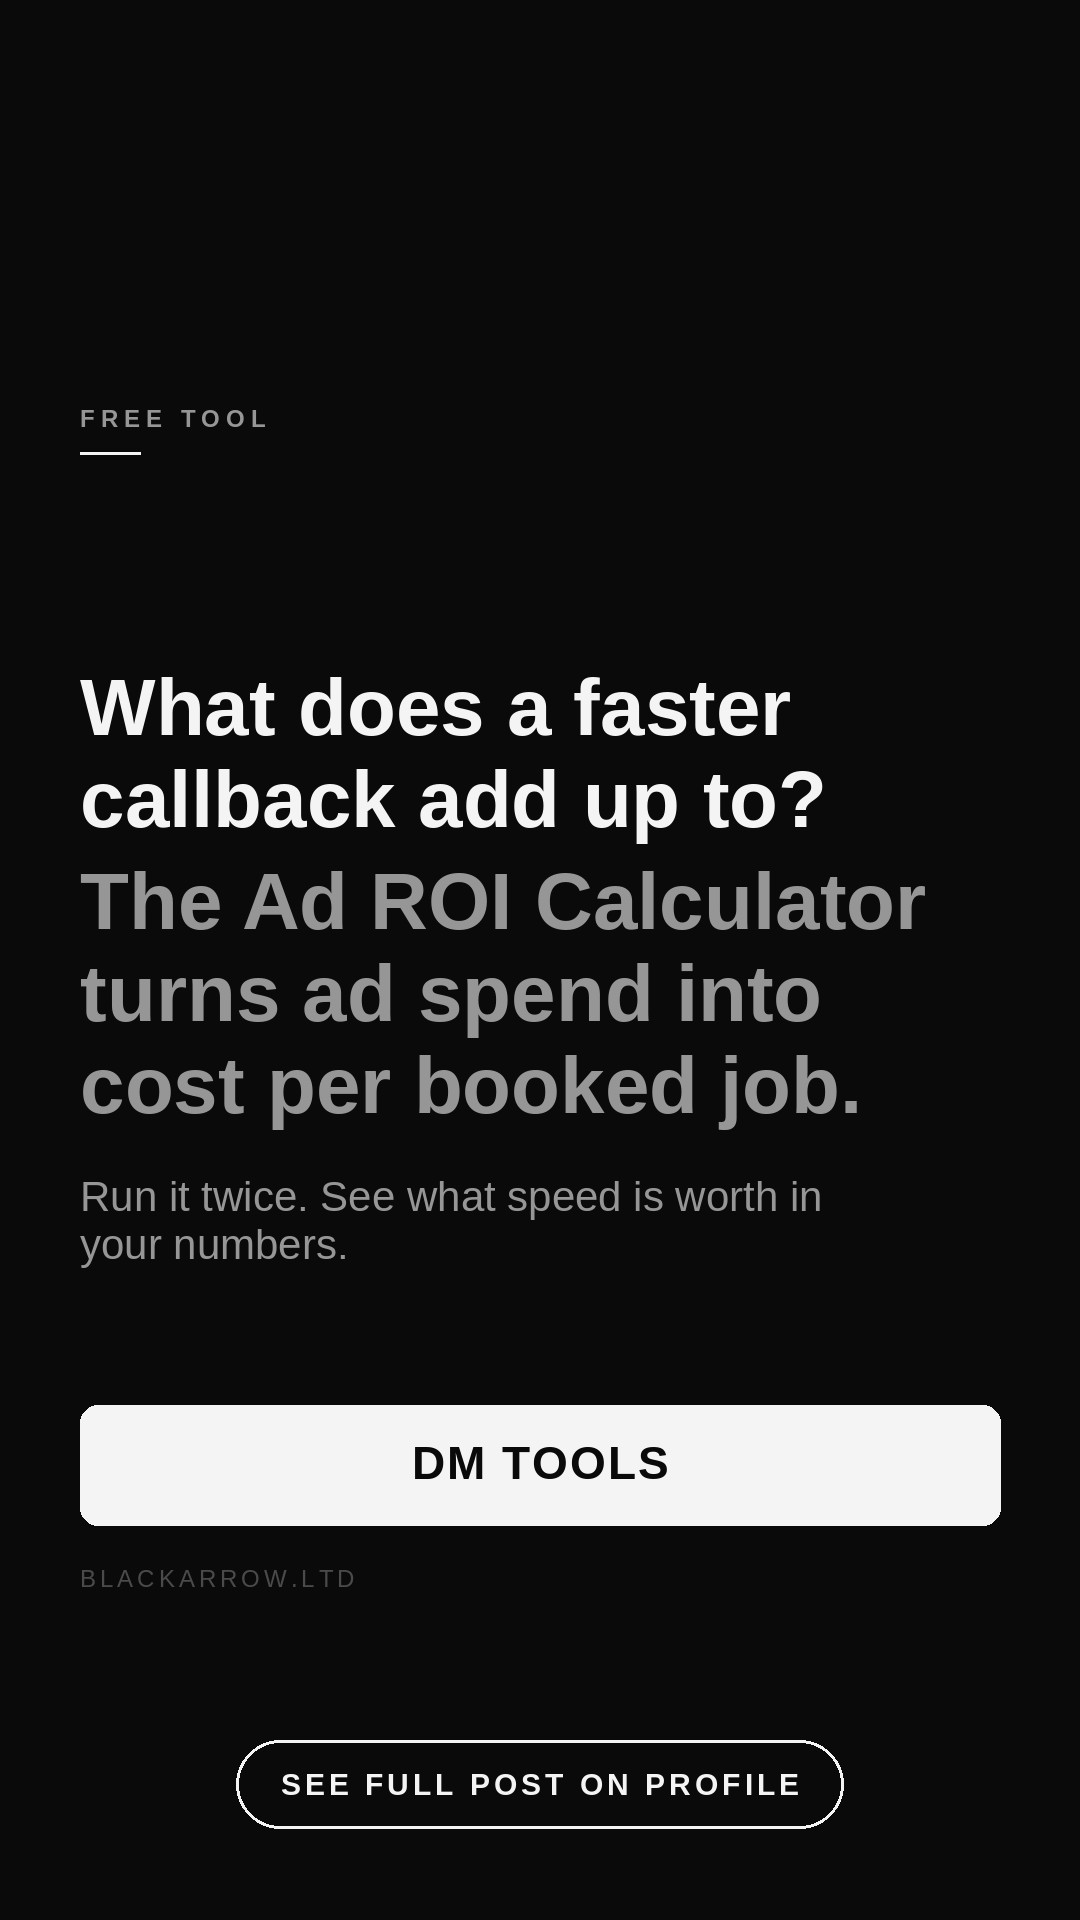 FREE TOOL
What does a faster
callback add up to?
The Ad ROI Calculator
turns ad spend into
cost per booked job.
Run it twice. See what speed is worth in
your numbers.
DM TOOLS
BLACKARROW.LTD
SEE FULL POST ON PROFILE